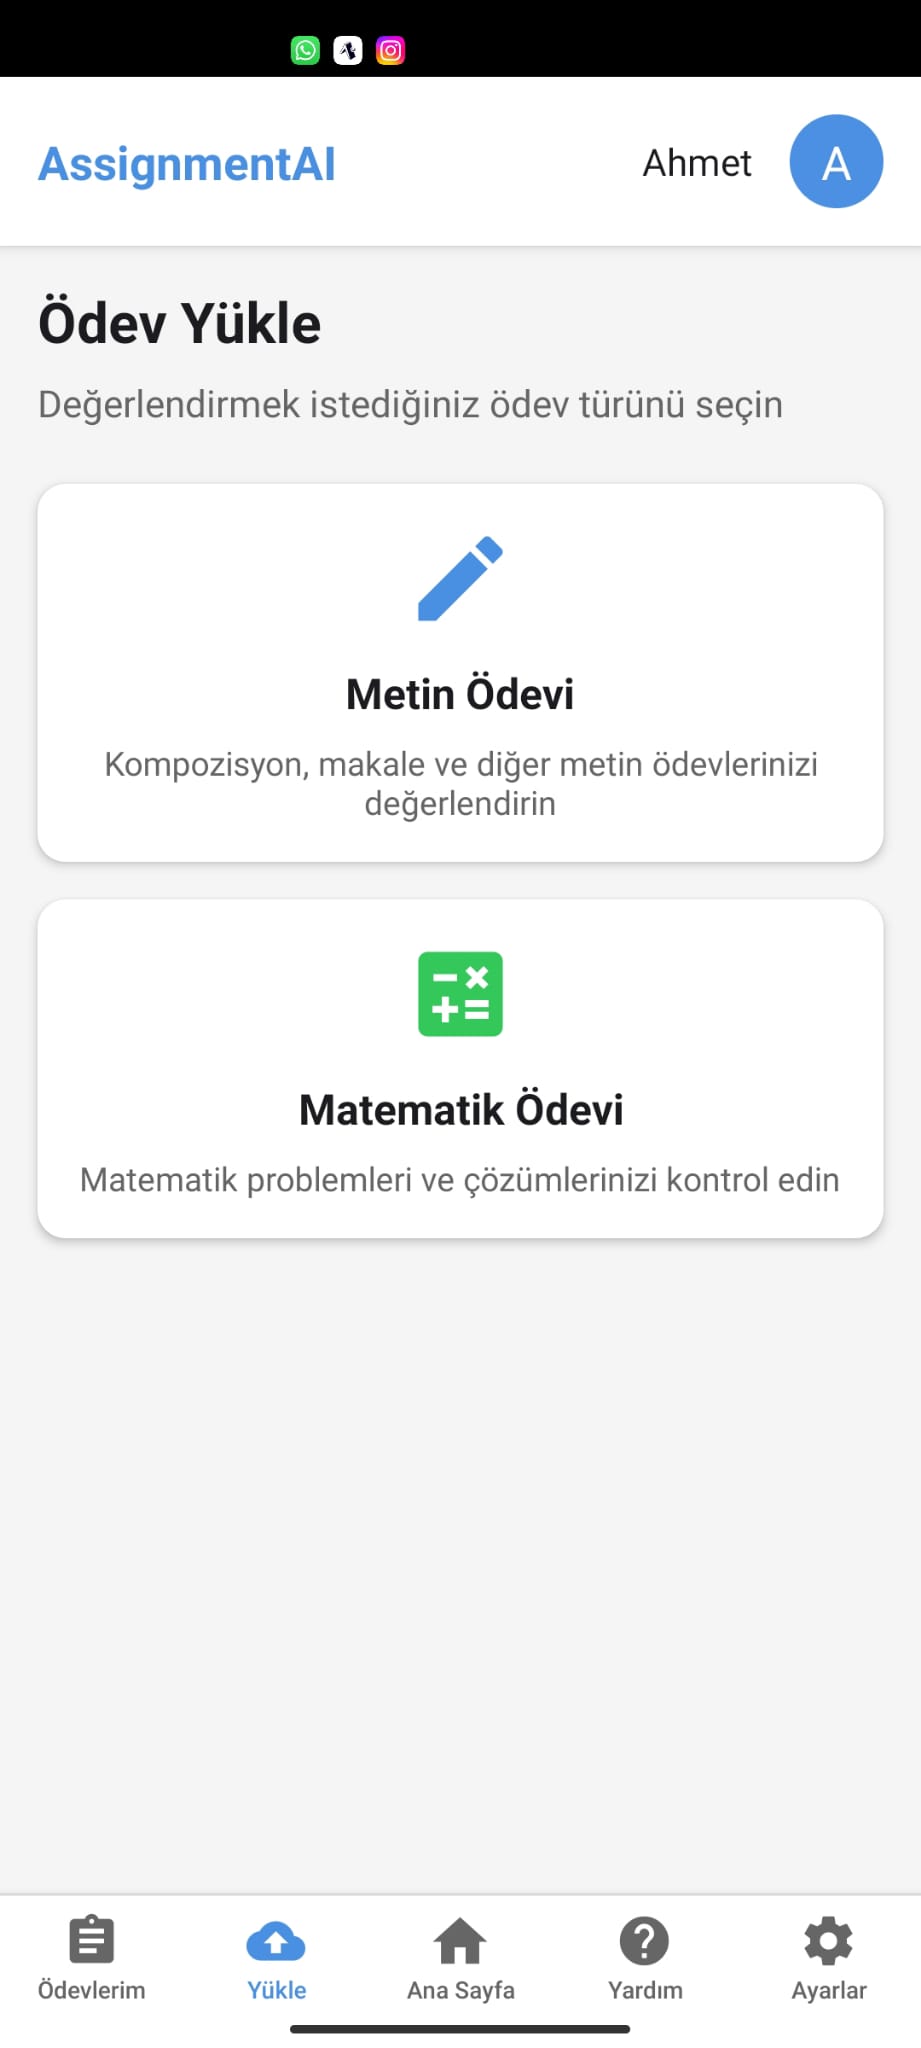 AssignmentAI
Ahmet
A
Ödev Yükle
Değerlendirmek istediğiniz ödev türünü seçin
Metin Ödevi
Kompozisyon, makale ve diğer metin ödevlerinizi
değerlendirin
Matematik Ödevi
Matematik problemleri ve çözümlerinizi kontrol edin
Ödevlerim
Yükle
Ana Sayfa
Yardım
Ayarlar